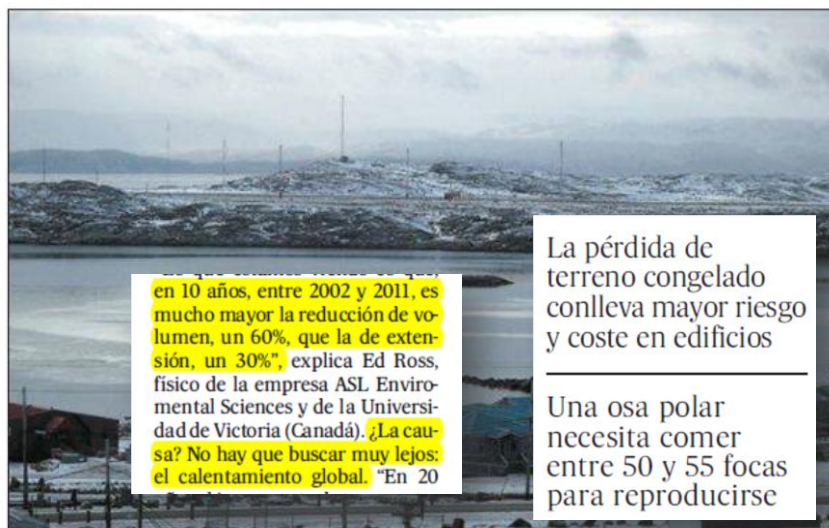 en 10 años, entre 2002 y 2011, es
mucho mayor la reducción de vo-
lumen, un 60%, que la de exten-
sión, un 30%”, explica Ed Ross,
físico de la empresa ASL Enviro-
mental Sciences y de la Universi-
dad de Victoria (Canadá). ¿La cau-
sa? No hay que buscar muy lejos:
el calentamiento global. “En 20
La pérdida de
terreno congelado
conlleva mayor riesgo
y coste en edificios
Una osa polar
necesita comer
entre 50 y 55 focas
para reproducirse